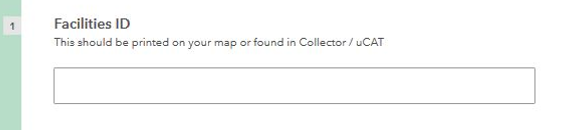 1
Facilities ID
This should be printed on your map or found in Collector / uCAT